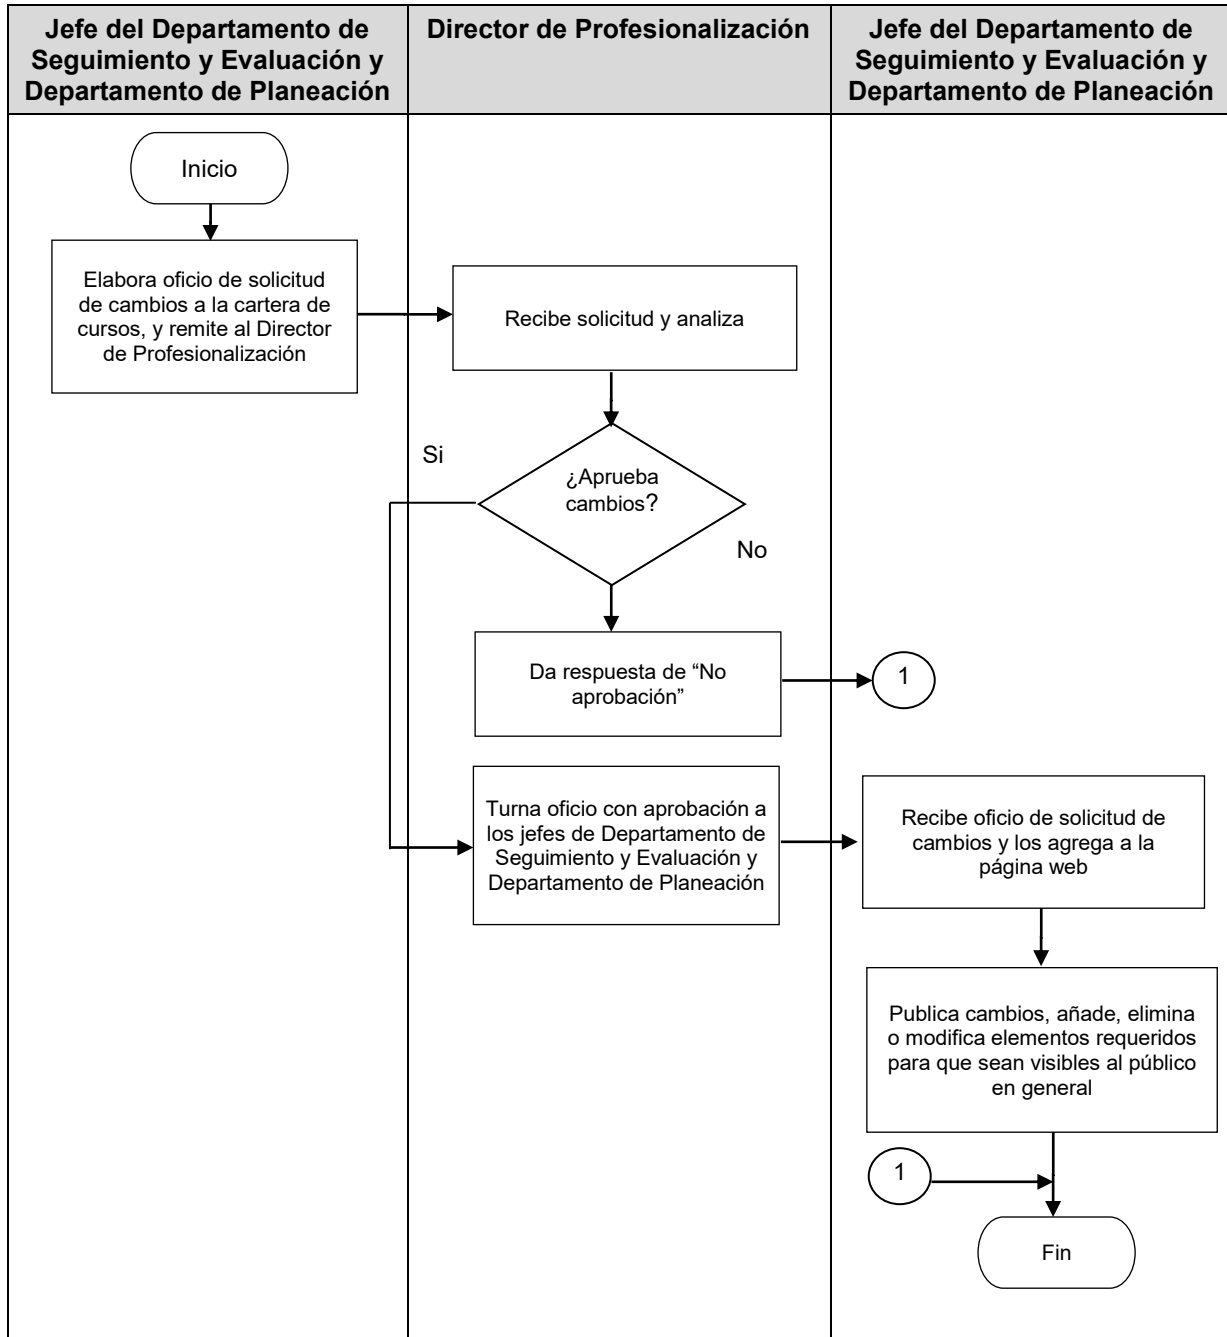 Jefe del Departamento de
Seguimiento y Evaluación y
Departamento de Planeación
Director de Profesionalización
Jefe del Departamento de
Seguimiento y Evaluación y
Departamento de Planeación
Inicio
Elabora oficio de solicitud
de cambios a la cartera de
cursos, y remite al Director
de Profesionalización
Recibe solicitud y analiza
Si
¿Aprueba
cambios?
No
Da respuesta de “No
aprobación”
1
Turna oficio con aprobación a
los jefes de Departamento de
Seguimiento y Evaluación y
Departamento de Planeación
Recibe oficio de solicitud de
cambios y los agrega a la
página web
Publica cambios, añade, elimina
o modifica elementos requeridos
para que sean visibles al público
en general
1
Fin